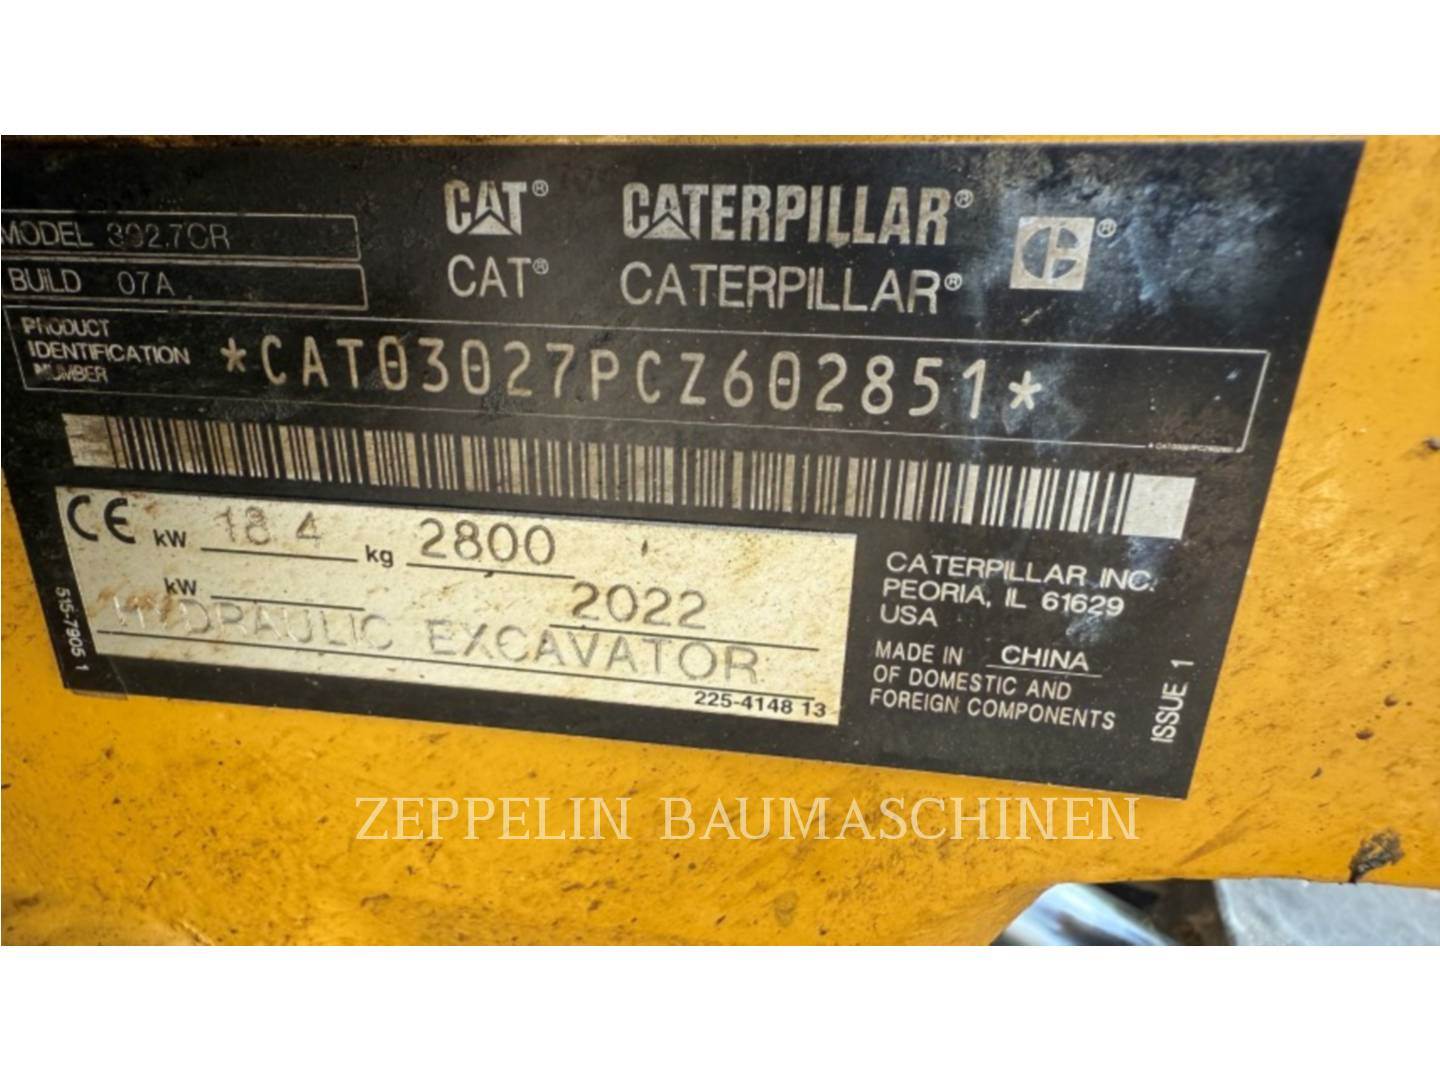 CAT® CATERPILLAR® ®
CAT® CATERPILLAR®
MODEL 302.7CR
BUILD 07A
PRODUCT
IDENTIFICATION
NUMBER
*CAT03027PCZ602851*
CE kW 18.4 kg 2800
kW 2022
HYDRAULIC EXCAVATOR
225-4148 13
515-7905 1
CATERPILLAR INC.
PEORIA, IL 61629
USA
MADE IN CHINA
OF DOMESTIC AND
FOREIGN COMPONENTS
ISSUE 1
ZEPPELIN BAUMASCHINEN